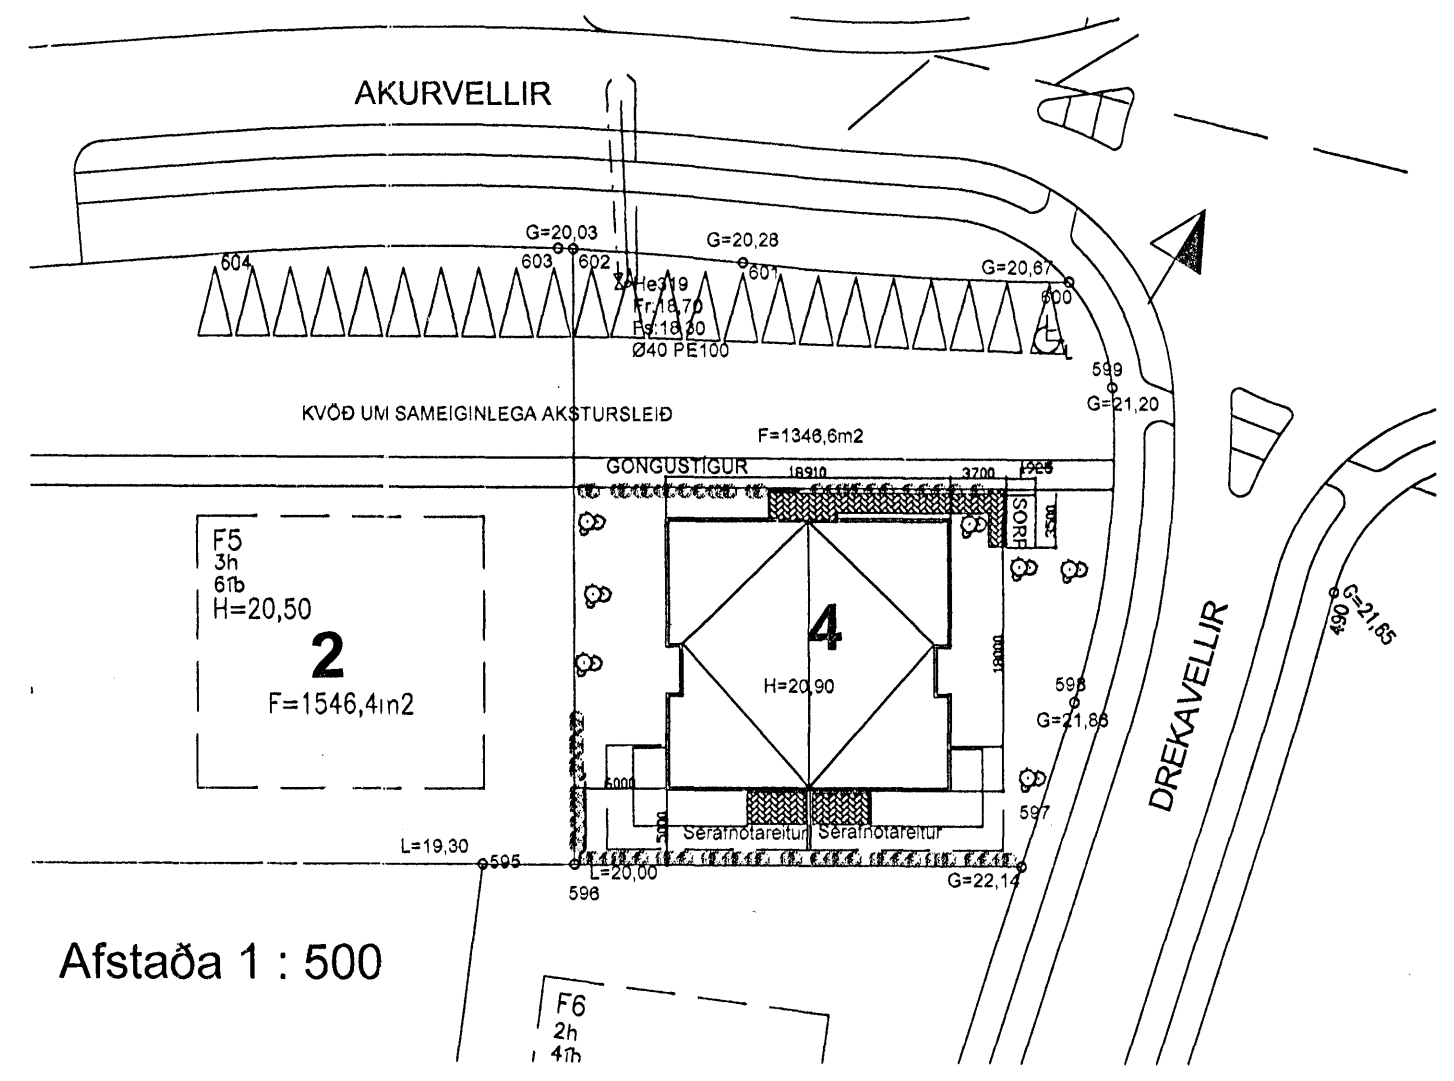 AKURVELLIR
G=20,03
G=20,28
G=20,67
604
603
602
601
600
He319
Fr:18,70
Fs:18,30
Ø40 PE100
L
599
G=21,20
KVÖÐ UM SAMEIGINLEGA AKSTURSLEIÐ
F=1346,6m2
GÖNGUSTÍGUR
18910
3700
1925
SORP
3500
F5
3h
6íb
H=20,50
2
F=1546,4m2
4
H=20,90
18000
G=21,65
490
598
G=21,86
DREKAVELLIR
6000
5000
Sérafnotareitur
Sérafnotareitur
597
L=19,30
595
L=20,00
596
G=22,14
Afstaða 1 : 500
F6
2h
4íb